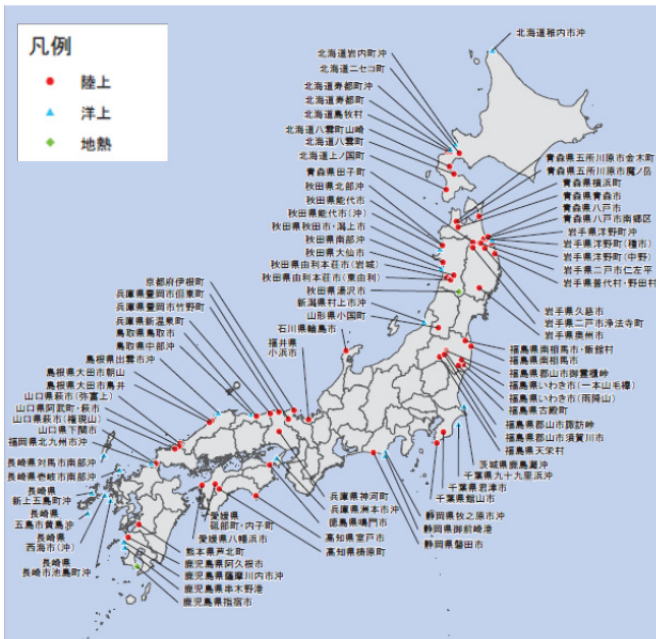 凡例
陸上
洋上
地熱
北海道稚内市沖
北海道岩内町沖
北海道ニセコ町
北海道寿都町沖
北海道寿都町
北海道島牧村
北海道八雲町山崎
北海道八雲町
北海道上ノ国町
青森県田子町
秋田県北部沖
秋田県能代市
秋田県能代市(沖)
秋田県秋田市・潟上市
秋田県南部沖
秋田県大仙市
秋田県由利本荘市(岩城)
秋田県由利本荘市(東由利)
秋田県湯沢市
新潟県村上市沖
山形県小国町
石川県輪島市
福井県
小浜市
青森県五所川原市金木町
青森県五所川原市魔ノ岳
青森県横浜町
青森県青森市
青森県八戸市
青森県八戸市南郷区
岩手県洋野町沖
岩手県洋野町(種市)
岩手県洋野町(中野)
岩手県二戸市仁左平
岩手県普代村・野田村
岩手県久慈市
岩手県二戸市浄法寺町
岩手県奥州市
福島県南相馬市・飯舘村
福島県南相馬市
福島県郡山市御霊櫃峠
福島県いわき市(一本山毛欅)
福島県いわき市(雨降山)
福島県古殿町
福島県郡山市諏訪峠
福島県郡山市須賀川市
福島県天栄村
茨城県鹿島灘沖
千葉県九十九里浜沖
千葉県君津市
千葉県館山市
静岡県牧之原市沖
静岡県御前崎港
静岡県磐田市
京都府伊根町
兵庫県豊岡市但東町
兵庫県豊岡市竹野町
兵庫県新温泉町
鳥取県鳥取市
鳥取県中部沖
島根県出雲市沖
島根県大田市朝山
島根県大田市鳥井
山口県萩市(弥富上)
山口県阿武町・萩市
山口県萩市(権現山)
山口県下関市
福岡県北九州市沖
長崎県対馬市南部沖
長崎県壱岐市南部沖
長崎県
新上五島町沖
長崎県
五島市黄島沖
長崎県
西海市(沖)
長崎県
長崎市池島町沖
兵庫県神河町
兵庫県洲本市沖
徳島県鳴門市
高知県室戸市
高知県檮原町
愛媛県
砥部町・内子町
愛媛県八幡浜市
熊本県芦北町
鹿児島県阿久根市
鹿児島県薩摩川内市沖
鹿児島県串木野港
鹿児島県指宿市